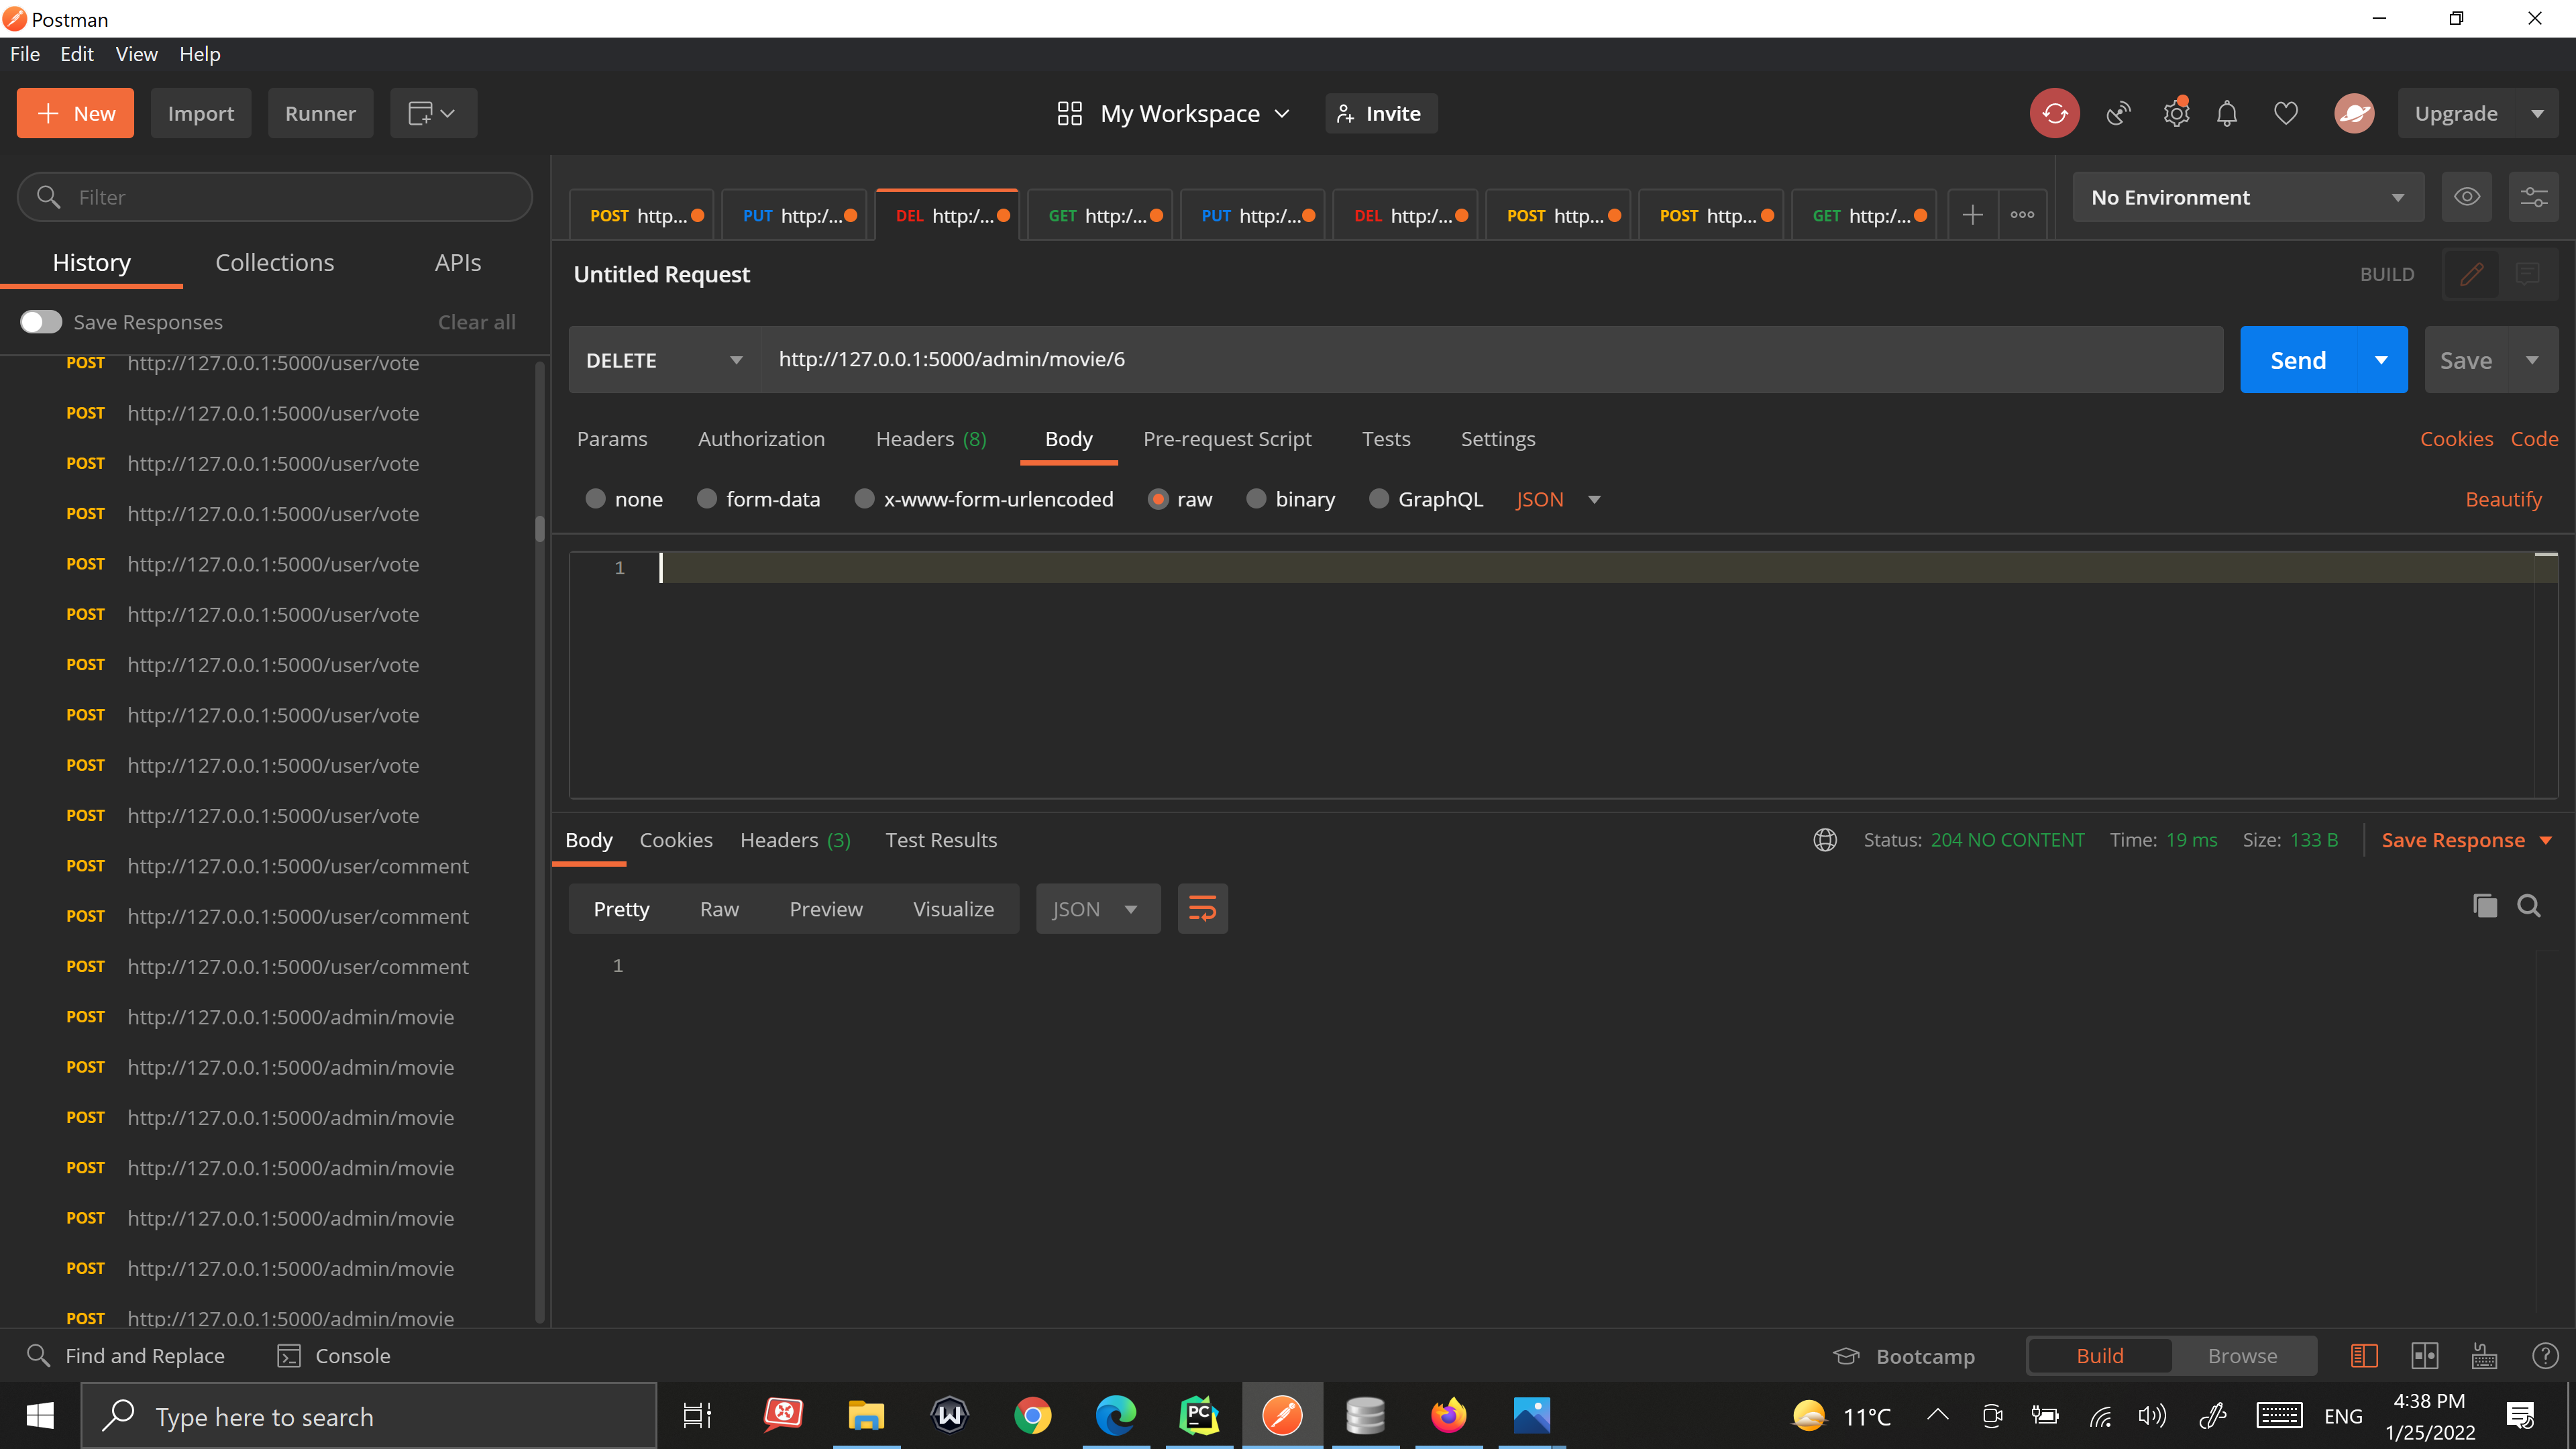 Postman
File Edit View Help
+ New Import Runner My Workspace Invite Upgrade
Filter
POST http... PUT http:/... DEL http:/... GET http:/... PUT http:/... DEL http:/... POST http... POST http... GET http:/... No Environment
History Collections APIs
Untitled Request BUILD
Save Responses Clear all
DELETE http://127.0.0.1:5000/admin/movie/6 Send Save
Params Authorization Headers (8) Body Pre-request Script Tests Settings Cookies Code
none form-data x-www-form-urlencoded raw binary GraphQL JSON Beautify
1
POST http://127.0.0.1:5000/user/vote
POST http://127.0.0.1:5000/user/vote
POST http://127.0.0.1:5000/user/vote
POST http://127.0.0.1:5000/user/vote
POST http://127.0.0.1:5000/user/vote
POST http://127.0.0.1:5000/user/vote
POST http://127.0.0.1:5000/user/vote
POST http://127.0.0.1:5000/user/vote
POST http://127.0.0.1:5000/user/vote
POST http://127.0.0.1:5000/user/vote
POST http://127.0.0.1:5000/user/comment
POST http://127.0.0.1:5000/user/comment
POST http://127.0.0.1:5000/user/comment
POST http://127.0.0.1:5000/admin/movie
POST http://127.0.0.1:5000/admin/movie
POST http://127.0.0.1:5000/admin/movie
POST http://127.0.0.1:5000/admin/movie
POST http://127.0.0.1:5000/admin/movie
POST http://127.0.0.1:5000/admin/movie
POST http://127.0.0.1:5000/admin/movie
Body Cookies Headers (3) Test Results Status: 204 NO CONTENT Time: 19 ms Size: 133 B Save Response
Pretty Raw Preview Visualize JSON
1
Find and Replace Console Bootcamp Build Browse
Type here to search PC 11°C ENG 4:38 PM
1/25/2022